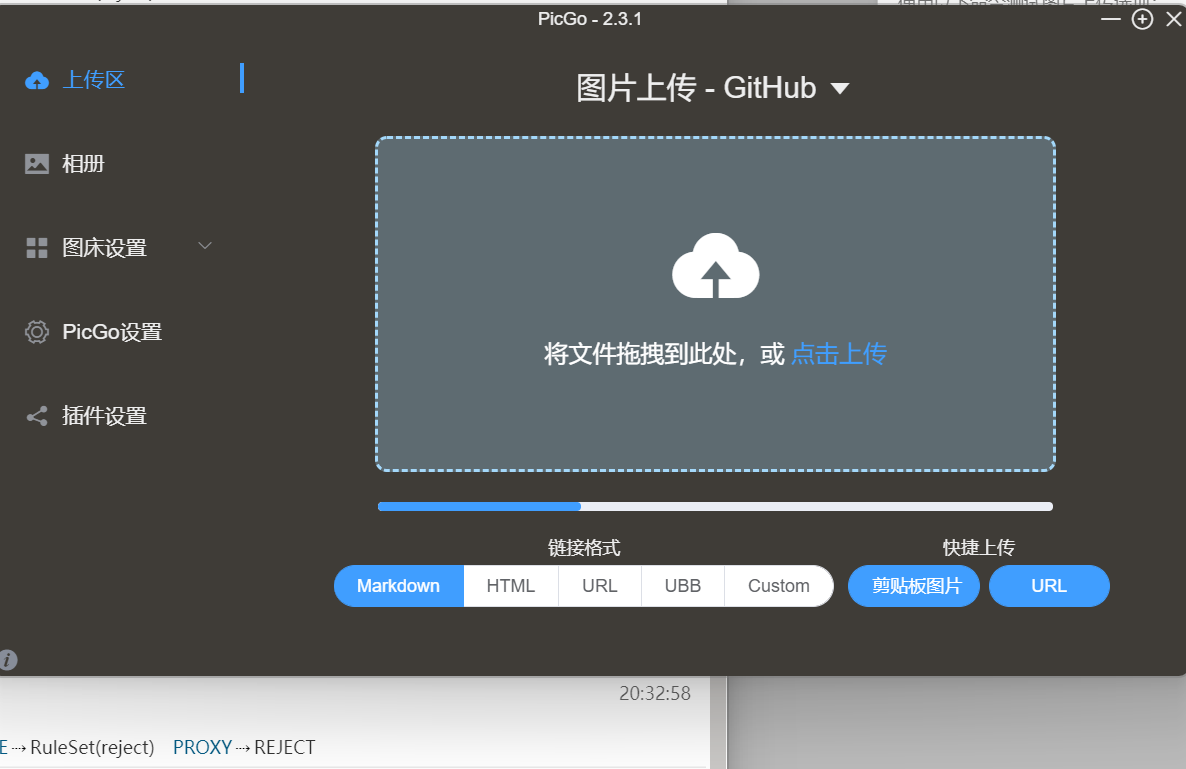 PicGo - 2.3.1
上传区
图片上传 - GitHub
相册
图床设置
将文件拖拽到此处，或 点击上传
PicGo设置
插件设置
链接格式
快捷上传
Markdown HTML URL UBB Custom 剪贴板图片 URL
20:32:58
E⇢RuleSet(reject) PROXY⇢REJECT